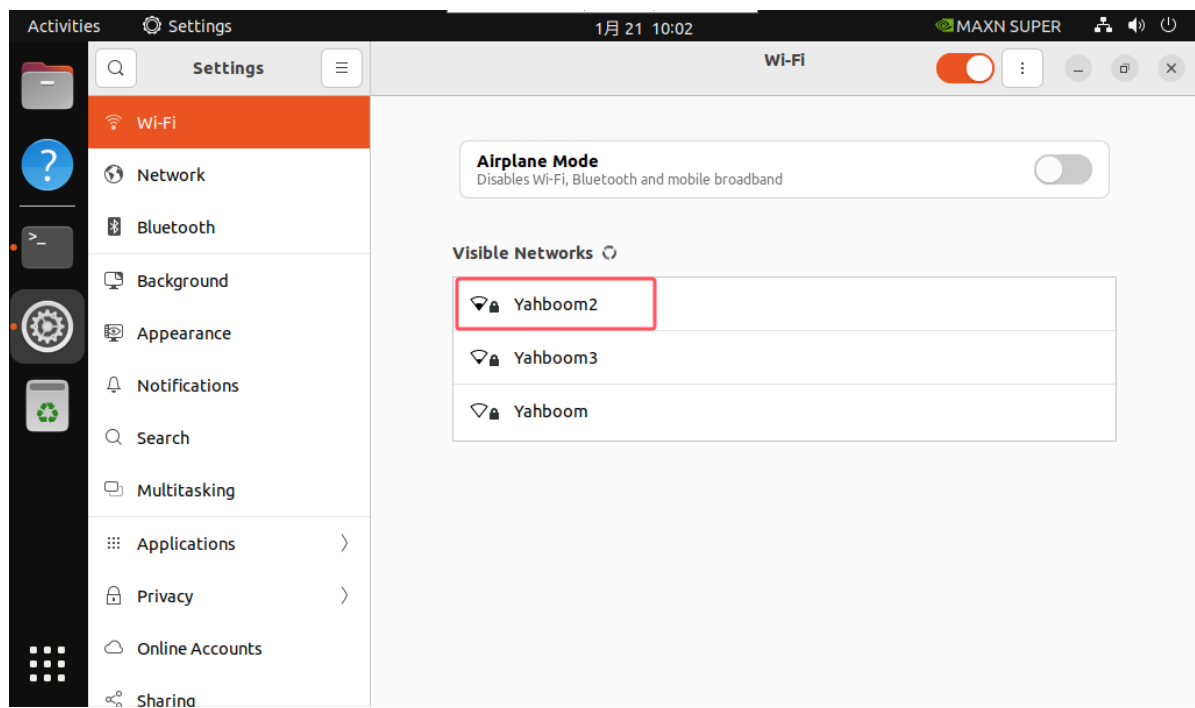 Activities Settings 1月 21 10:02 MAXN SUPER
Settings Wi-Fi
Wi-Fi
Network
Bluetooth
Background
Appearance
Notifications
Search
Multitasking
Applications
Privacy
Online Accounts
Sharing
Airplane Mode
Disables Wi-Fi, Bluetooth and mobile broadband
Visible Networks
Yahboom2
Yahboom3
Yahboom